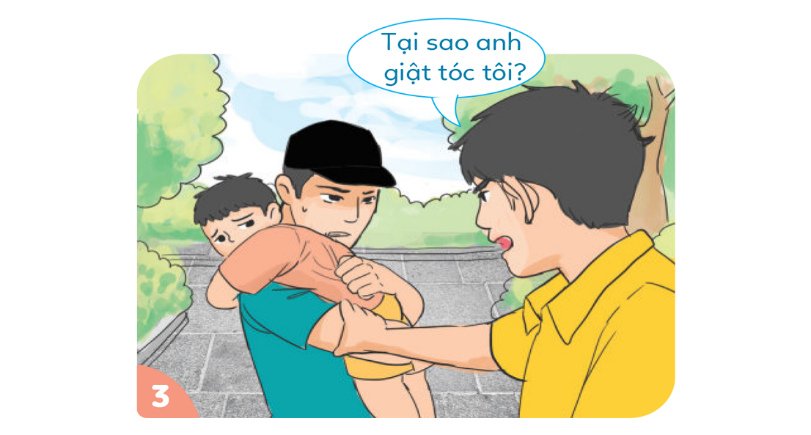 Tại sao anh
giật tóc tôi?
3